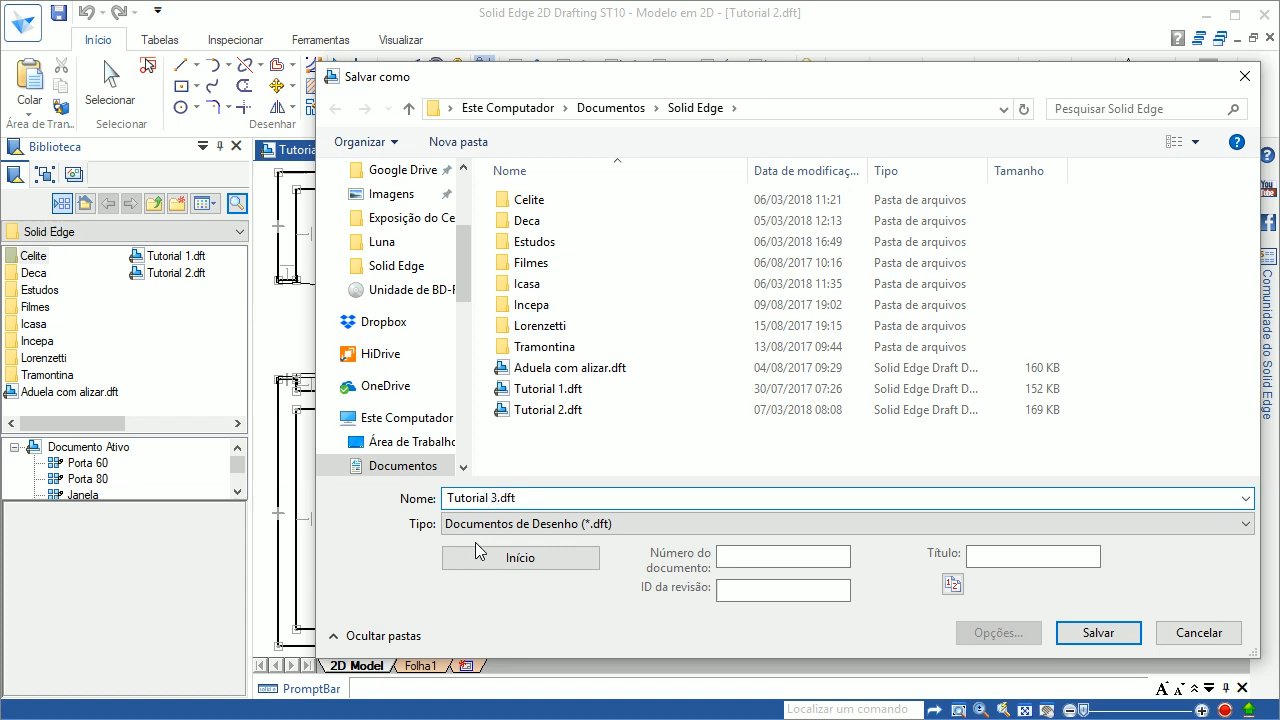 Solid Edge 2D Drafting ST10 - Modelo em 2D - [Tutorial 2.dft]
Início
Tabelas
Inspecionar
Ferramentas
Visualizar
Colar
Selecionar
Área de Tran...
Selecionar
Desenhar
Biblioteca
Solid Edge
Celite
Deca
Estudos
Filmes
Icasa
Incepa
Lorenzetti
Tramontina
Aduela com alizar.dft
Tutorial 1.dft
Tutorial 2.dft
Documento Ativo
Porta 60
Porta 80
Janela
Tutoria
Salvar como
Este Computador > Documentos > Solid Edge >
Pesquisar Solid Edge
Organizar
Nova pasta
Google Drive
Imagens
Exposição do Ce
Luna
Solid Edge
Unidade de BD-F
Dropbox
HiDrive
OneDrive
Este Computador
Área de Trabalho
Documentos
Nome Data de modificaç... Tipo Tamanho
Celite 06/03/2018 11:21 Pasta de arquivos
Deca 05/03/2018 12:13 Pasta de arquivos
Estudos 06/03/2018 16:49 Pasta de arquivos
Filmes 06/08/2017 10:16 Pasta de arquivos
Icasa 06/03/2018 11:35 Pasta de arquivos
Incepa 09/08/2017 19:02 Pasta de arquivos
Lorenzetti 15/08/2017 19:15 Pasta de arquivos
Tramontina 13/08/2017 09:44 Pasta de arquivos
Aduela com alizar.dft 04/08/2017 09:29 Solid Edge Draft D... 160 KB
Tutorial 1.dft 30/07/2017 07:26 Solid Edge Draft D... 152 KB
Tutorial 2.dft 07/03/2018 08:08 Solid Edge Draft D... 169 KB
Nome: Tutorial 3.dft
Tipo: Documentos de Desenho (*.dft)
Início
Número do
documento:
ID da revisão:
Título:
Ocultar pastas
Opções...
Salvar
Cancelar
2D Model
Folha1
PromptBar
Localizar um comando
Comunidade do Solid Edge